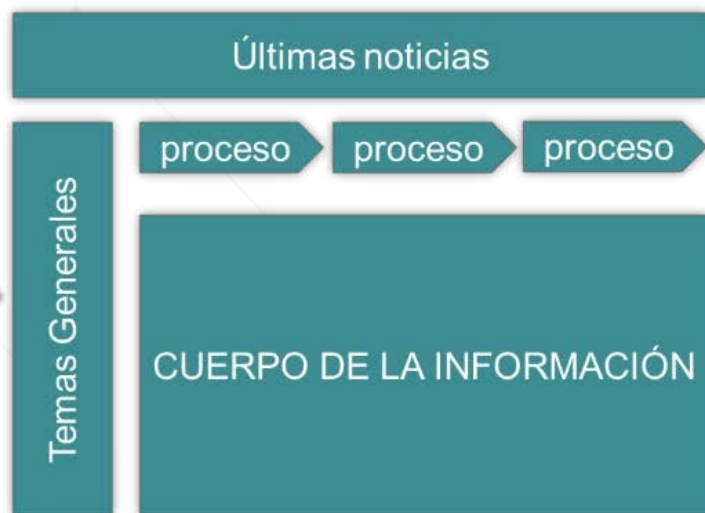 Últimas noticias
proceso proceso proceso
Temas Generales
CUERPO DE LA INFORMACIÓN